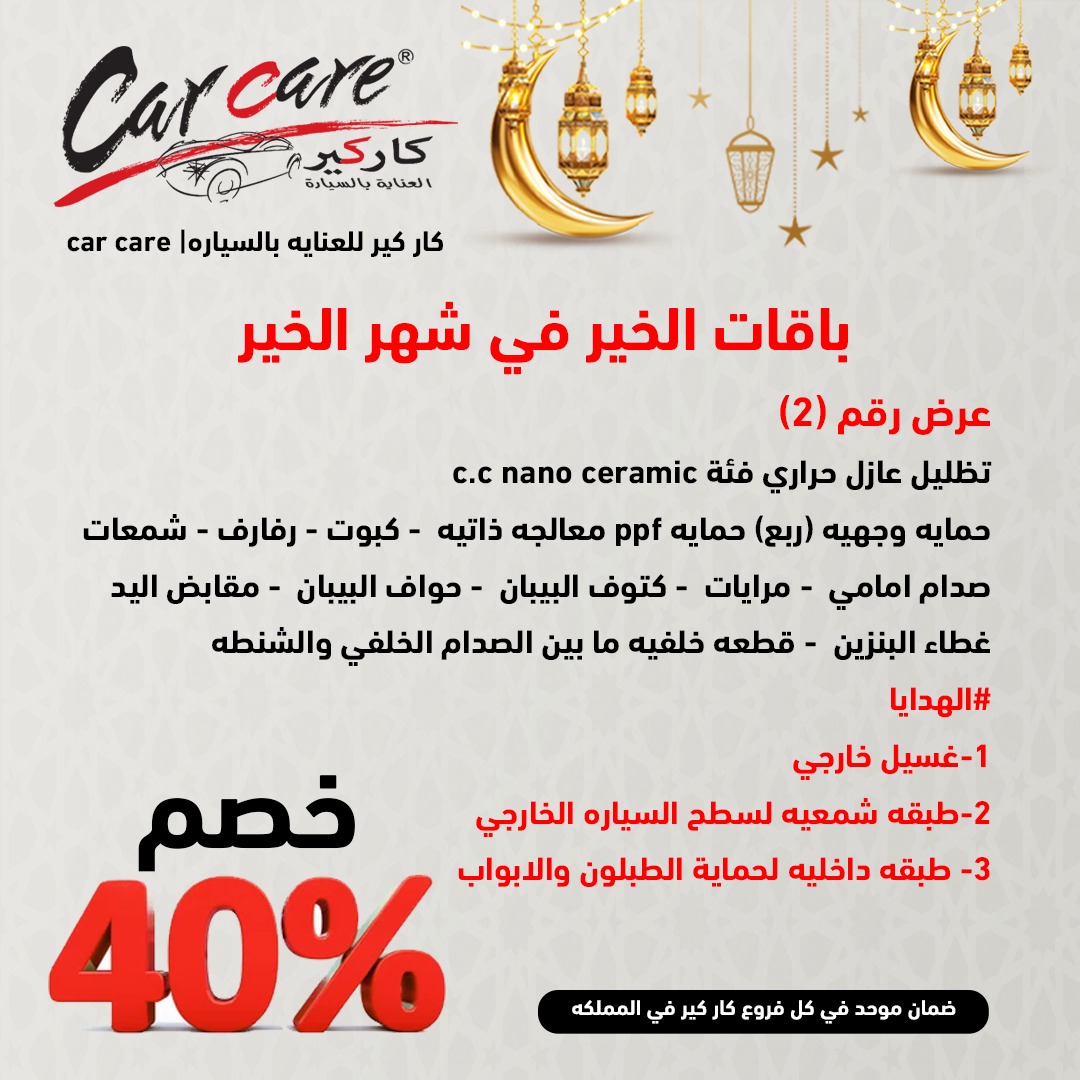 Car care®
كاركير
العناية بالسيارة
كار كير للعنايه بالسياره| car care
باقات الخير في شهر الخير
عرض رقم (2)
تظليل عازل حراري فئة c.c nano ceramic
حمايه وجهيه (ربع) حمايه ppf معالجه ذاتيه - كبوت - رفارف - شمعات
صدام امامي - مرايات - كتوف البيبان - حواف البيبان - مقابض اليد
غطاء البنزين - قطعه خلفيه ما بين الصدام الخلفي والشنطه
#الهدايا
1-غسيل خارجي
2-طبقه شمعيه لسطح السياره الخارجي
3- طبقه داخليه لحماية الطبلون والابواب
خصم
40%
ضمان موحد في كل فروع كار كير في المملكه